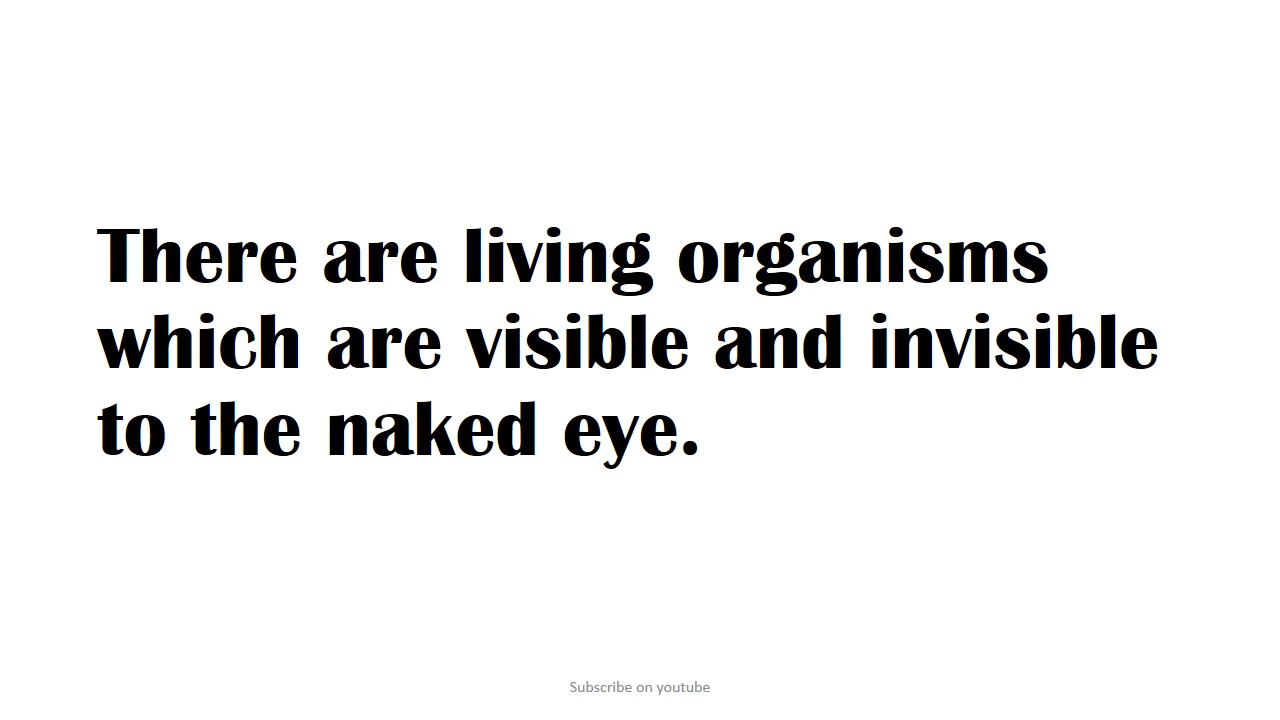 There are living organisms
which are visible and invisible
to the naked eye.
Subscribe on youtube